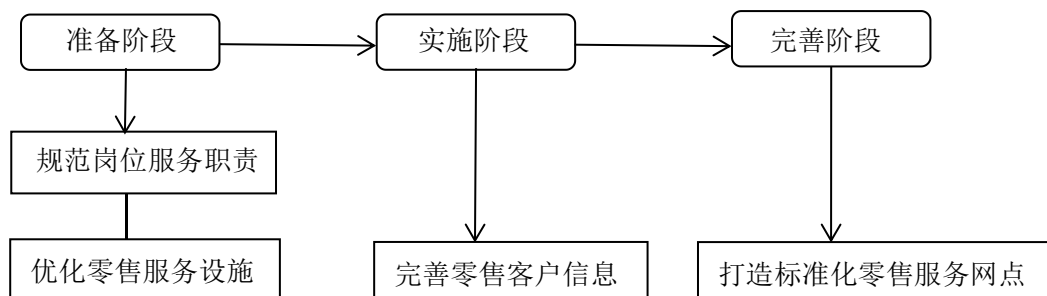 准备阶段
实施阶段
完善阶段
规范岗位服务职责
优化零售服务设施
完善零售客户信息
打造标准化零售服务网点